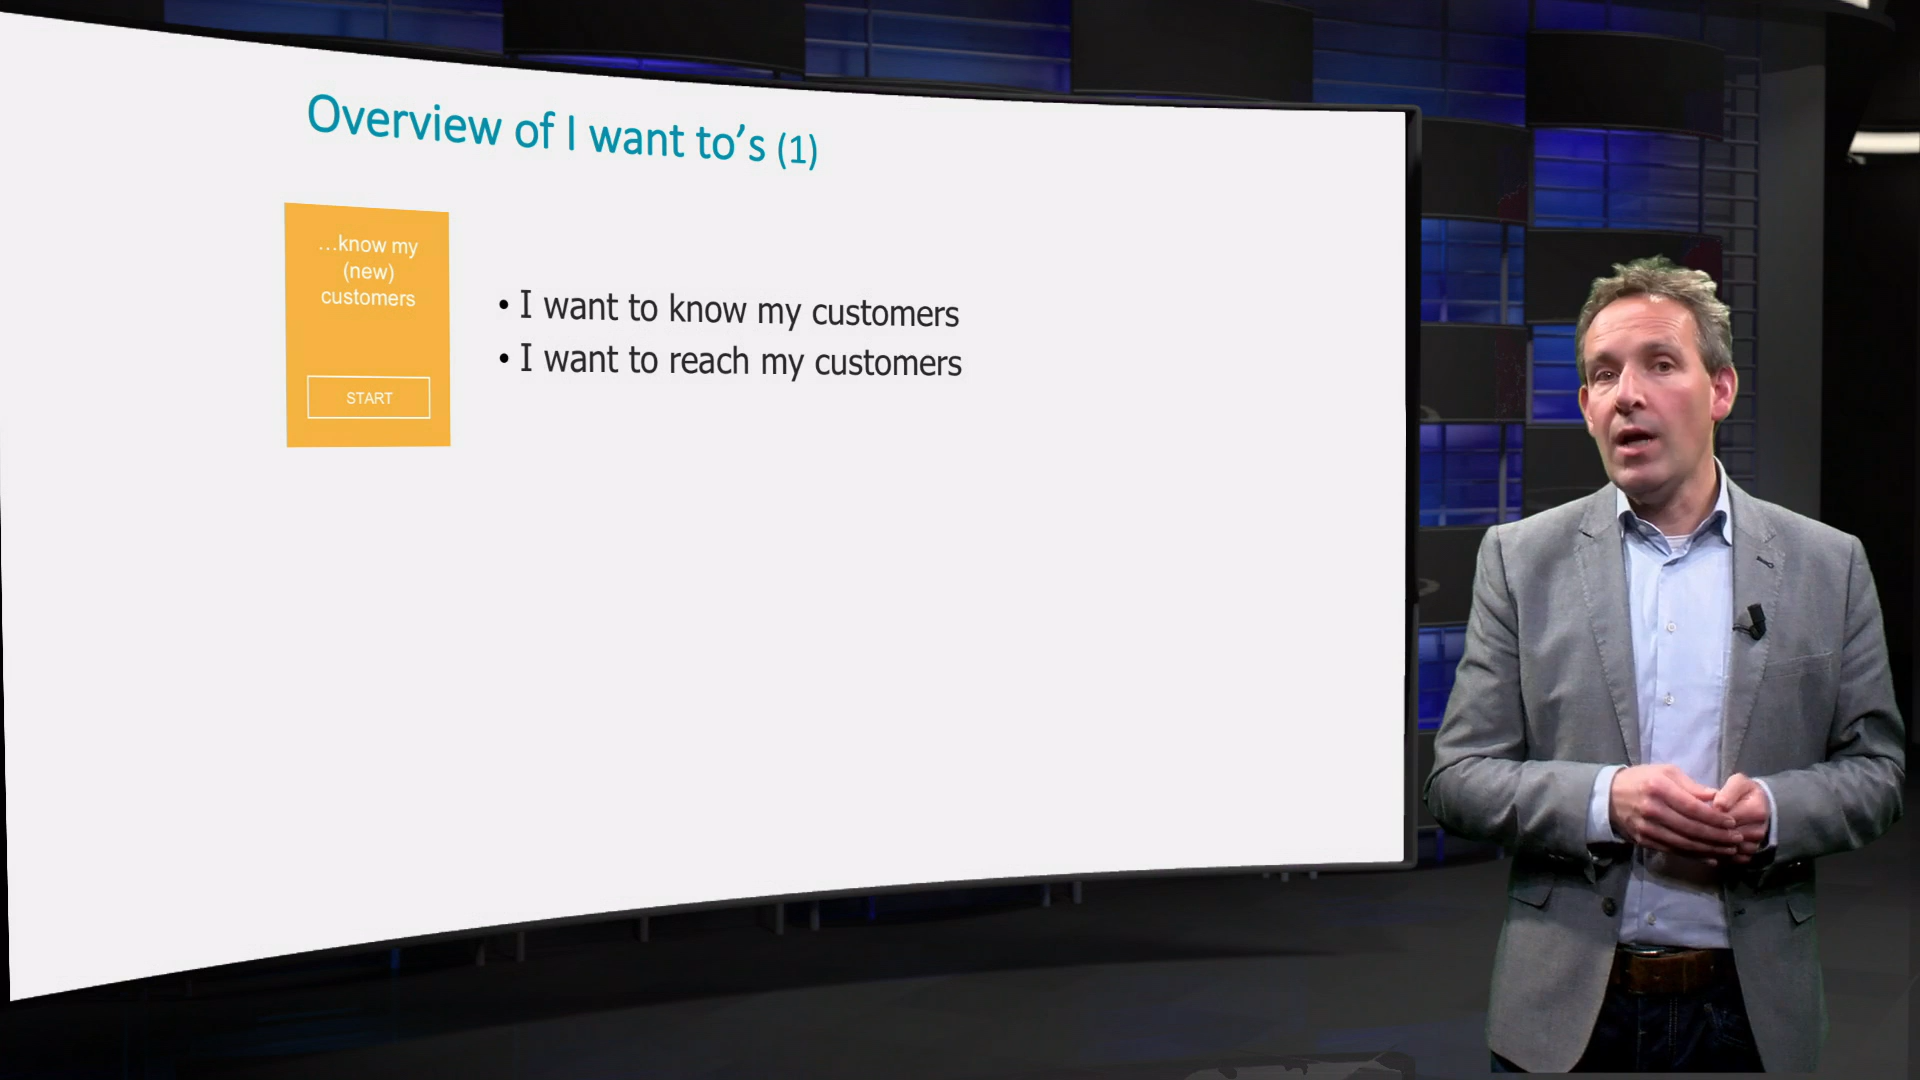 Overview of I want to’s (1)
…know my
(new)
customers
START
• I want to know my customers
• I want to reach my customers